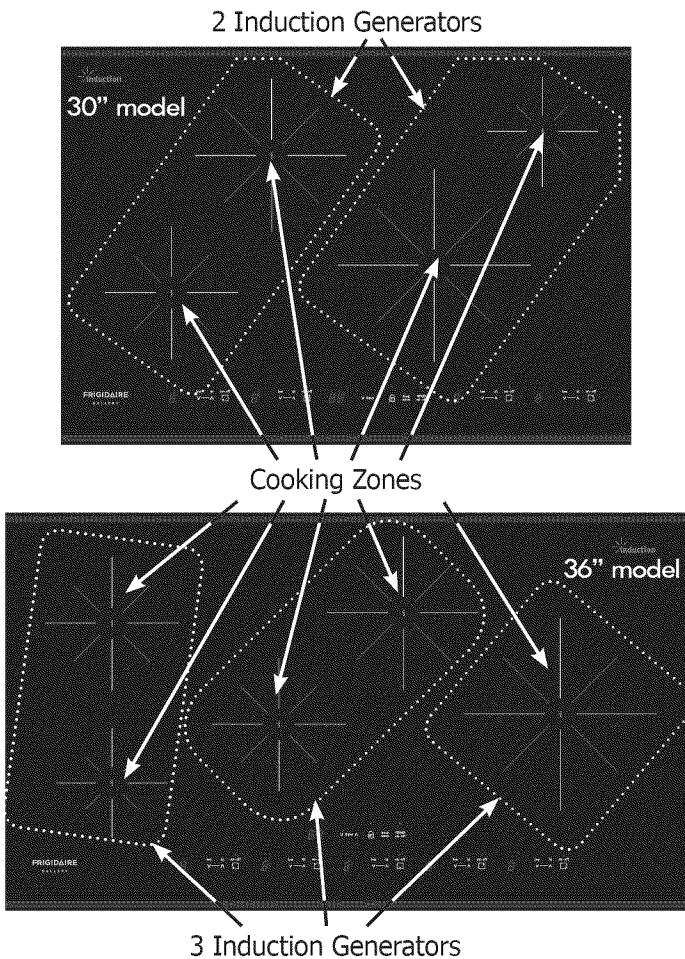 2 Induction Generators
induction
30” model
FRIGIDAIRE
GALLERY
Cooking Zones
induction
36” model
FRIGIDAIRE
GALLERY
3 Induction Generators